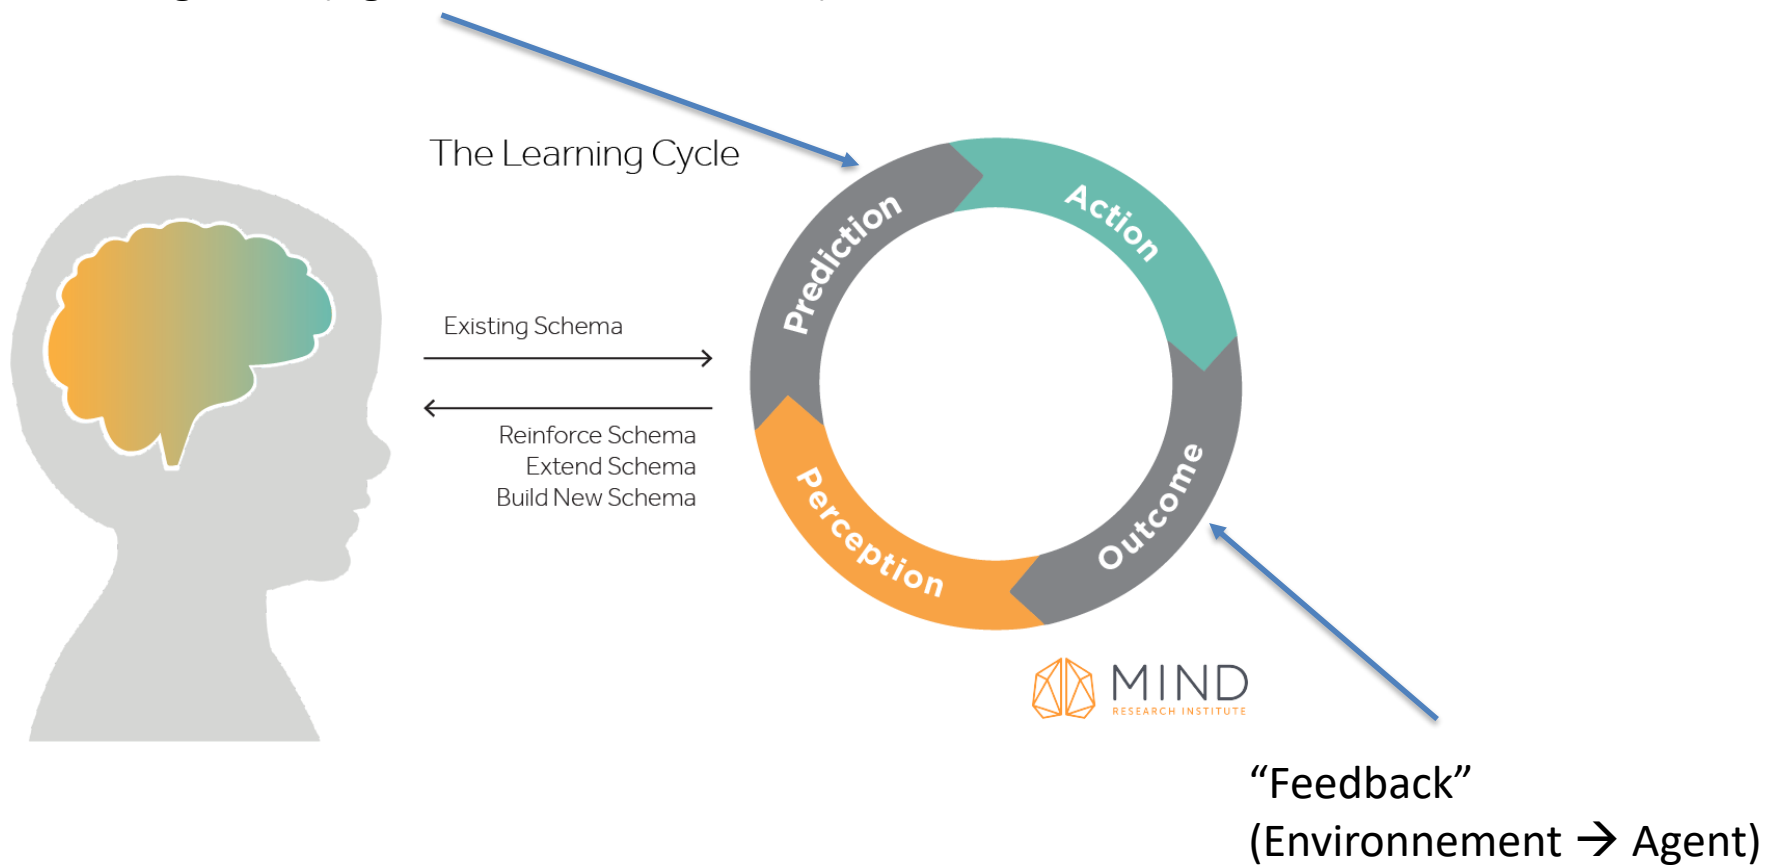 The Learning Cycle
Prediction
Action
Existing Schema
Reinforce Schema
Extend Schema
Build New Schema
Perception
Outcome
MIND
RESEARCH INSTITUTE
“Feedback”
(Environnement → Agent)